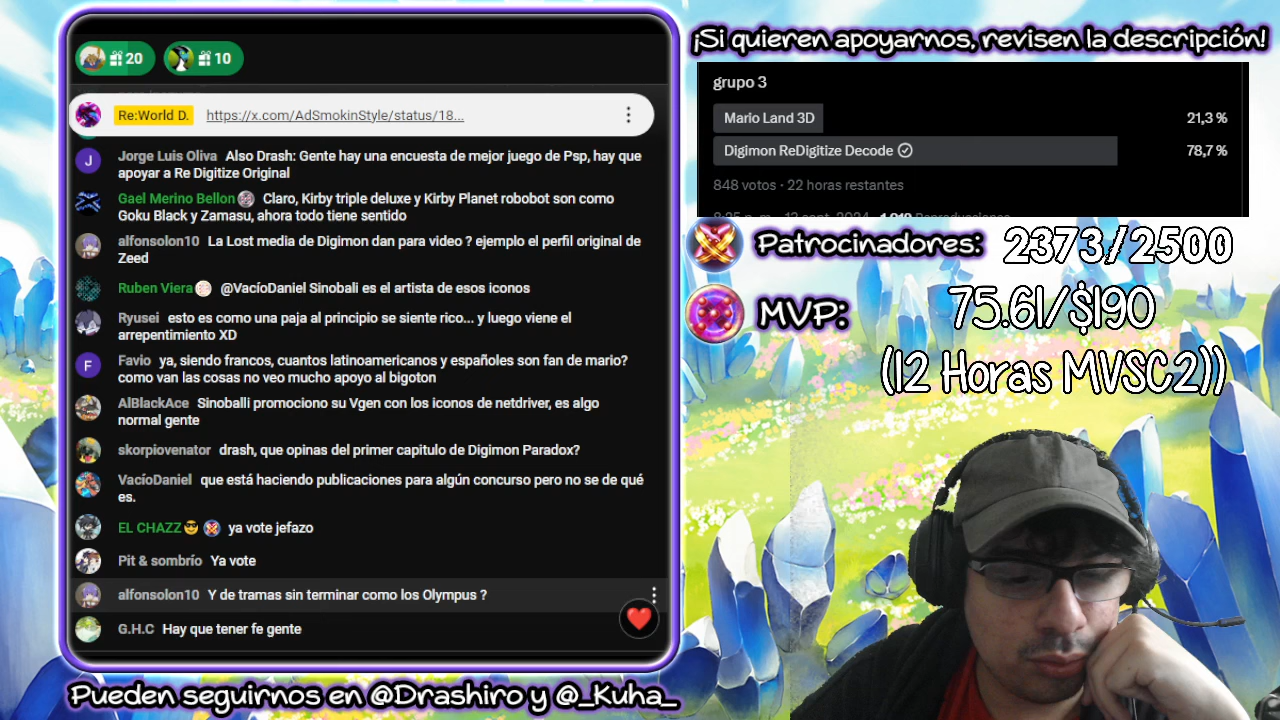 ¡Si quieren apoyarnos, revisen la descripción!
20
10
Re:World D. https://x.com/AdSmokinStyle/status/18...
J Jorge Luis Oliva Also Drash: Gente hay una encuesta de mejor juego de Psp, hay que
apoyar a Re Digitize Original
Gael Merino Bellon Claro, Kirby triple deluxe y Kirby Planet robobot son como
Goku Black y Zamasu, ahora todo tiene sentido
alfonsolon10 La Lost media de Digimon dan para video ? ejemplo el perfil original de
Zeed
Ruben Viera @VacíoDaniel Sinobali es el artista de esos iconos
Ryusei esto es como una paja al principio se siente rico... y luego viene el
arrepentimiento XD
F Favio ya, siendo francos, cuantos latinoamericanos y españoles son fan de mario?
como van las cosas no veo mucho apoyo al bigoton
AlBlackAce Sinoballi promociono su Vgen con los iconos de netdriver, es algo
normal gente
skorpiovenator drash, que opinas del primer capitulo de Digimon Paradox?
VacíoDaniel que está haciendo publicaciones para algún concurso pero no se de qué
es.
EL CHAZZ ya vote jefazo
Pit & sombrío Ya vote
alfonsolon10 Y de tramas sin terminar como los Olympus ?
G.H.C Hay que tener fe gente
Pueden seguirnos en @Drashiro y @_Kuha_
grupo 3
Mario Land 3D 21,3 %
Digimon ReDigitize Decode 78,7 %
848 votos · 22 horas restantes
Patrocinadores: 2373/2500
MVP: 75.61/$190
(12 Horas MVSC2))